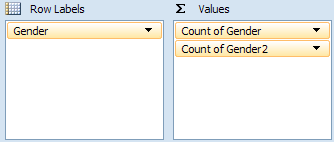 Row Labels
Σ Values
Gender
Count of Gender
Count of Gender2